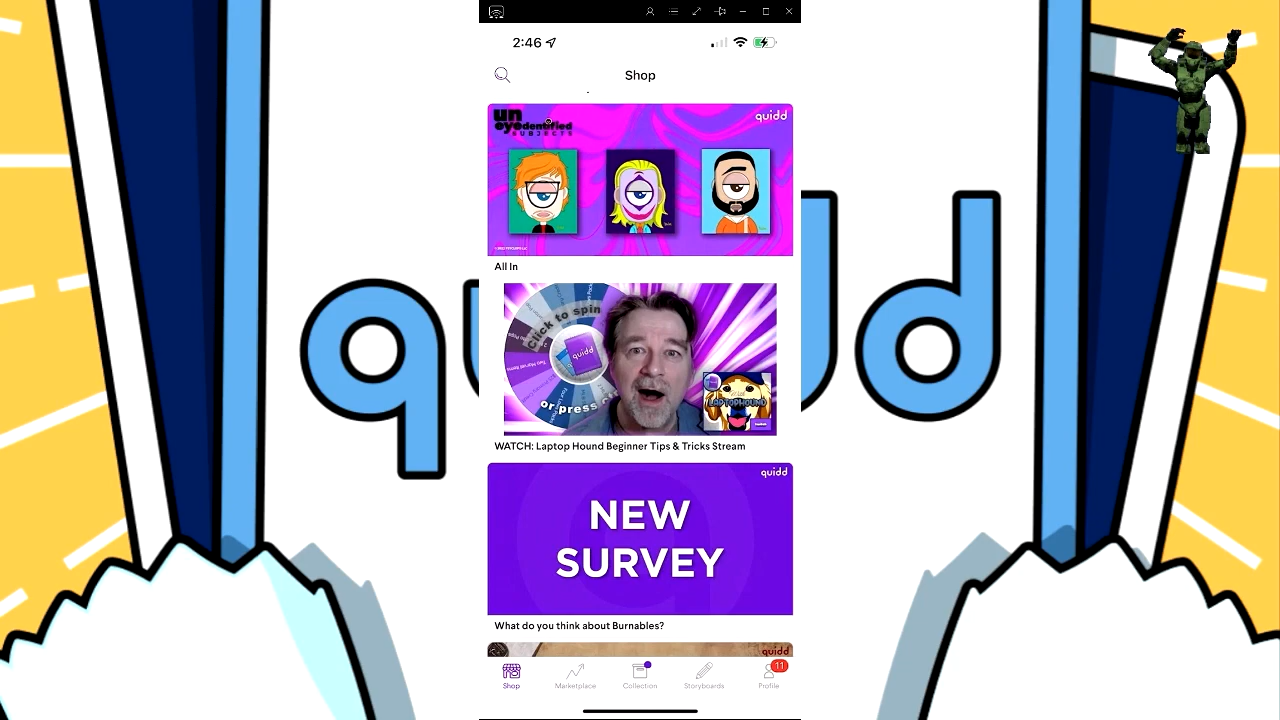 2:46
Shop
un
eyedentified
SUBJECTS
quidd
All In
Click to spin
quidd
or press ct
LAPTOPHOUND
WATCH: Laptop Hound Beginner Tips & Tricks Stream
quidd
NEW
SURVEY
What do you think about Burnables?
quidd
Shop
Marketplace
Collection
Storyboards
Profile
11
quidd